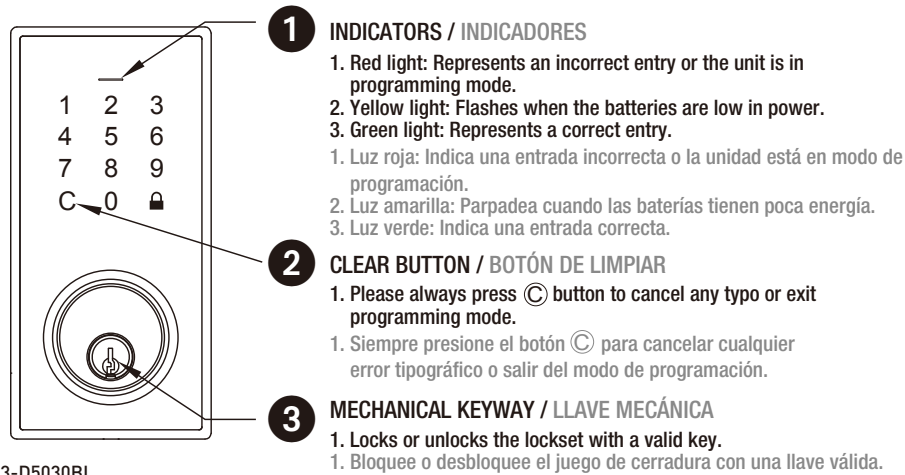 1 INDICATORS / INDICADORES
1. Red light: Represents an incorrect entry or the unit is in
programming mode.
2. Yellow light: Flashes when the batteries are low in power.
3. Green light: Represents a correct entry.
1. Luz roja: Indica una entrada incorrecta o la unidad está en modo de
programación.
2. Luz amarilla: Parpadea cuando las baterías tienen poca energía.
3. Luz verde: Indica una entrada correcta.
1 2 3
4 5 6
7 8 9
C 0
2 CLEAR BUTTON / BOTÓN DE LIMPIAR
1. Please always press Ⓒ button to cancel any typo or exit
programming mode.
1. Siempre presione el botón Ⓒ para cancelar cualquier
error tipográfico o salir del modo de programación.
3 MECHANICAL KEYWAY / LLAVE MECÁNICA
1. Locks or unlocks the lockset with a valid key.
1. Bloquee o desbloquee el juego de cerradura con una llave válida.